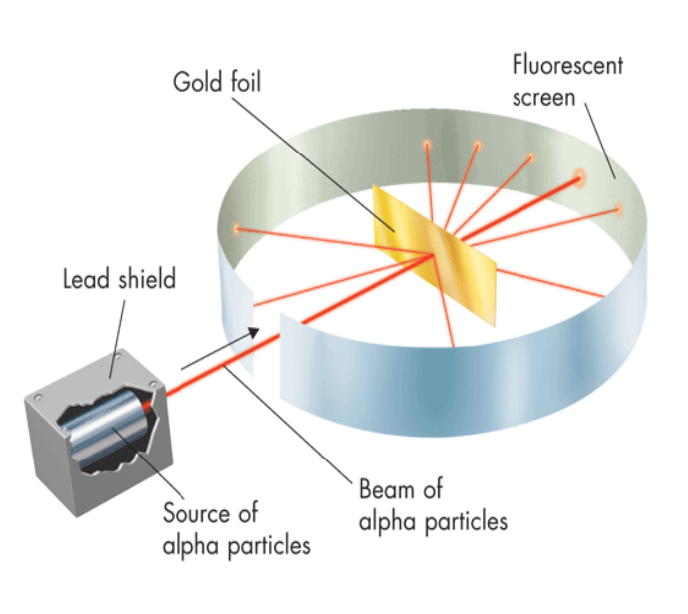 Fluorescent
screen
Gold foil
Lead shield
Beam of
alpha particles
Source of
alpha particles